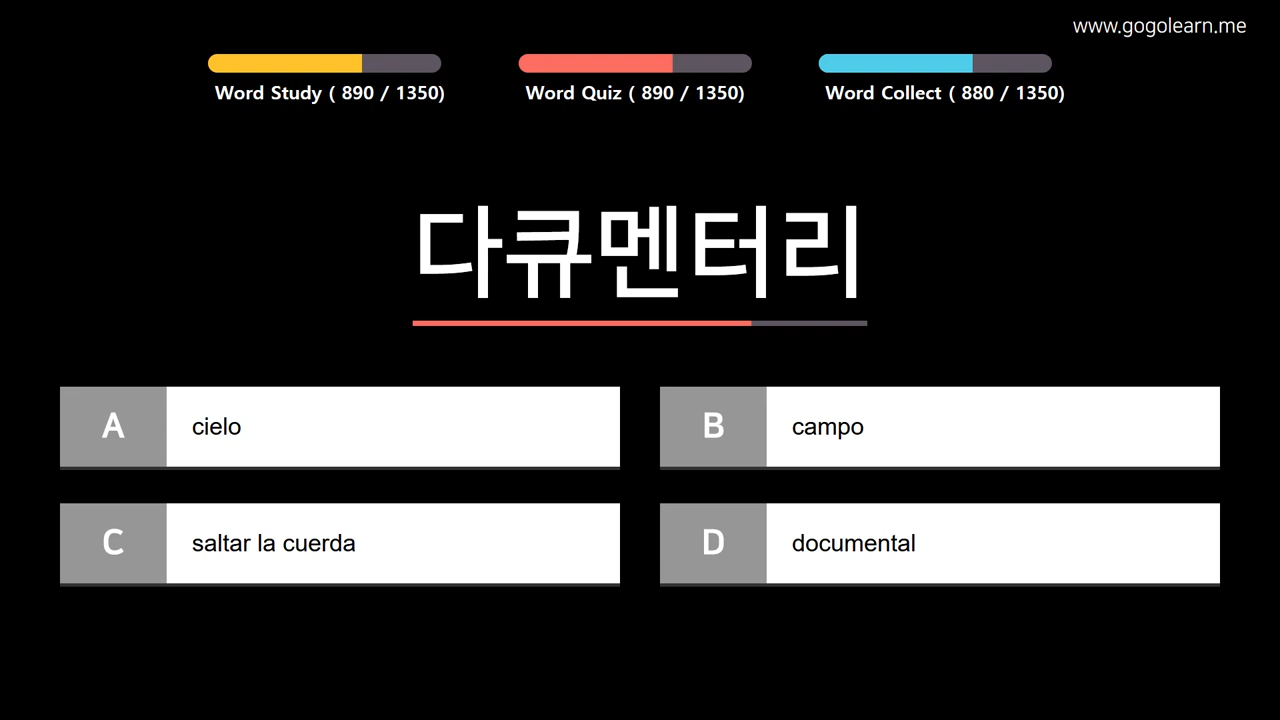 www.gogolearn.me
Word Study ( 890 / 1350)
Word Quiz ( 890 / 1350)
Word Collect ( 880 / 1350)
다큐멘터리
A cielo
B campo
C saltar la cuerda
D documental